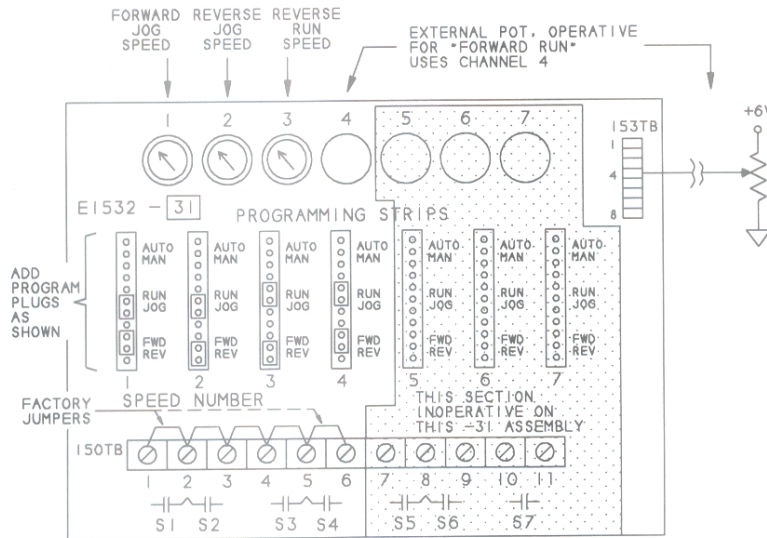 FORWARD JOG SPEED
REVERSE JOG SPEED
REVERSE RUN SPEED
EXTERNAL POT, OPERATIVE
FOR "FORWARD RUN"
USES CHANNEL 4
1 2 3 4 5 6 7
153TB
1
4
8
+6V
E1532 - 31
PROGRAMMING STRIPS
ADD
PROGRAM
PLUGS
AS
SHOWN
AUTO MAN AUTO MAN AUTO MAN AUTO MAN AUTO MAN AUTO MAN AUTO MAN
RUN JOG RUN JOG RUN JOG RUN JOG RUN JOG RUN JOG RUN JOG
FWD REV FWD REV FWD REV FWD REV FWD REV FWD REV FWD REV
1 2 3 4 5 6 7
FACTORY
JUMPERS
SPEED NUMBER
THIS SECTION
INOPERATIVE ON
THIS -31 ASSEMBLY
150TB
1 2 3 4 5 6 7 8 9 10 11
S1 S2 S3 S4 S5 S6 S7